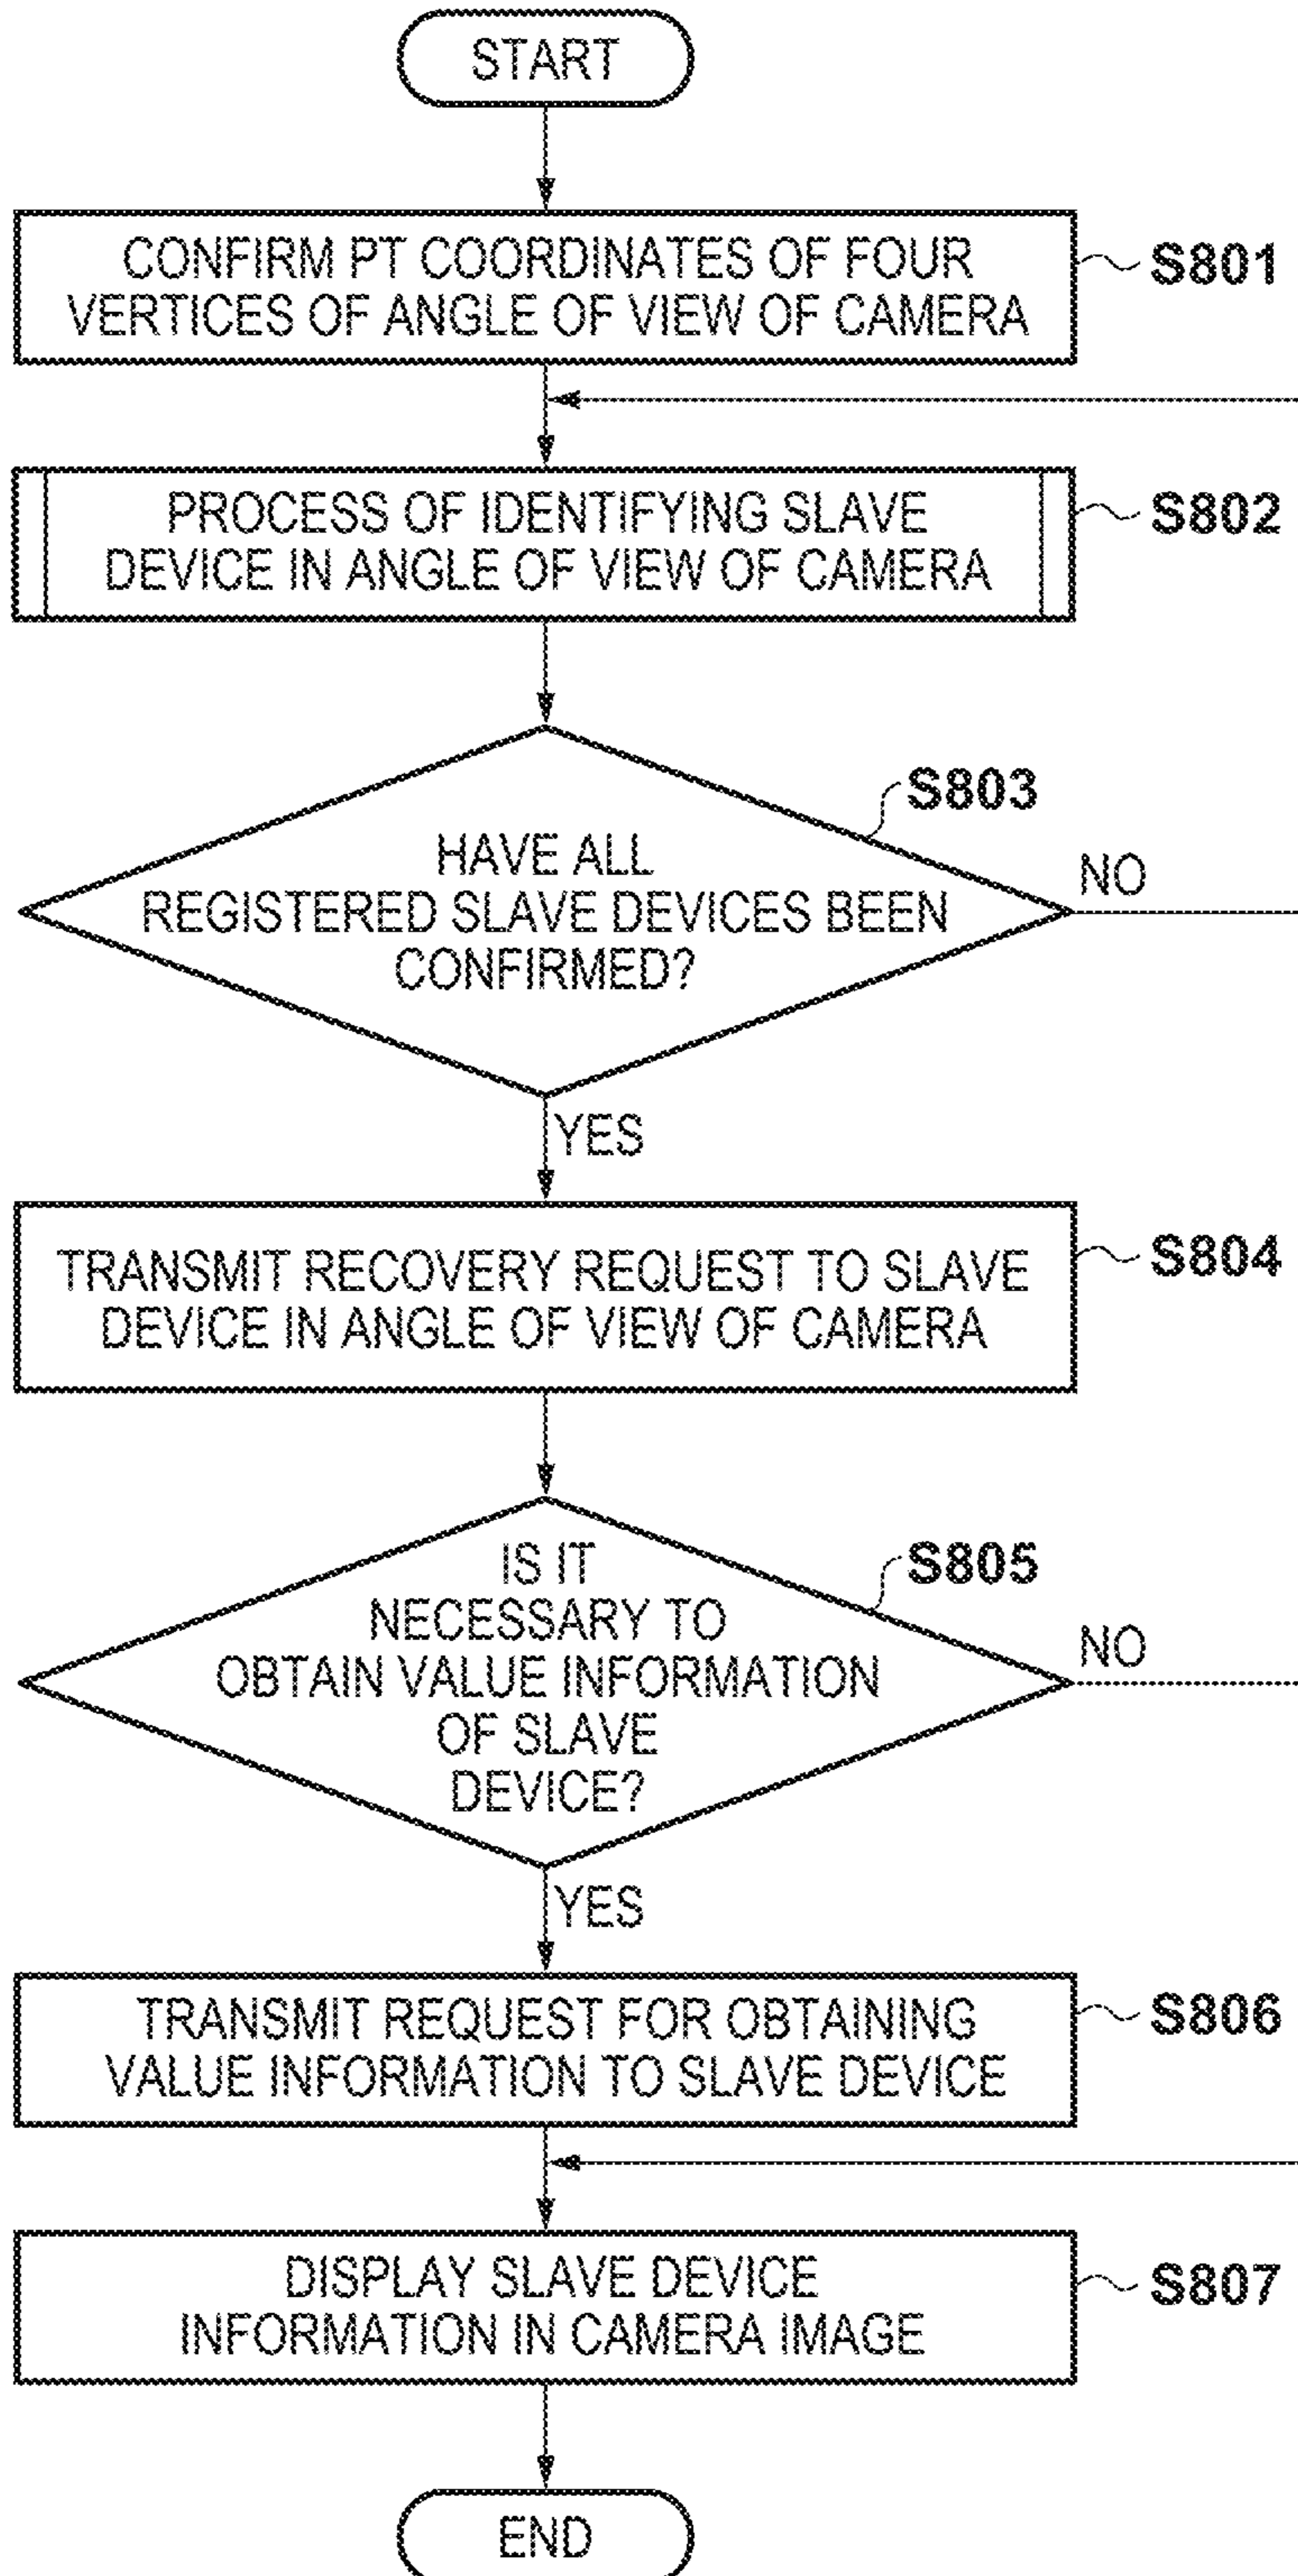 START
CONFIRM PT COORDINATES OF FOUR
VERTICES OF ANGLE OF VIEW OF CAMERA
S801
PROCESS OF IDENTIFYING SLAVE
DEVICE IN ANGLE OF VIEW OF CAMERA
S802
S803
HAVE ALL
REGISTERED SLAVE DEVICES BEEN
CONFIRMED?
NO
YES
TRANSMIT RECOVERY REQUEST TO SLAVE
DEVICE IN ANGLE OF VIEW OF CAMERA
S804
S805
IS IT
NECESSARY TO
OBTAIN VALUE INFORMATION
OF SLAVE
DEVICE?
NO
YES
TRANSMIT REQUEST FOR OBTAINING
VALUE INFORMATION TO SLAVE DEVICE
S806
DISPLAY SLAVE DEVICE
INFORMATION IN CAMERA IMAGE
S807
END